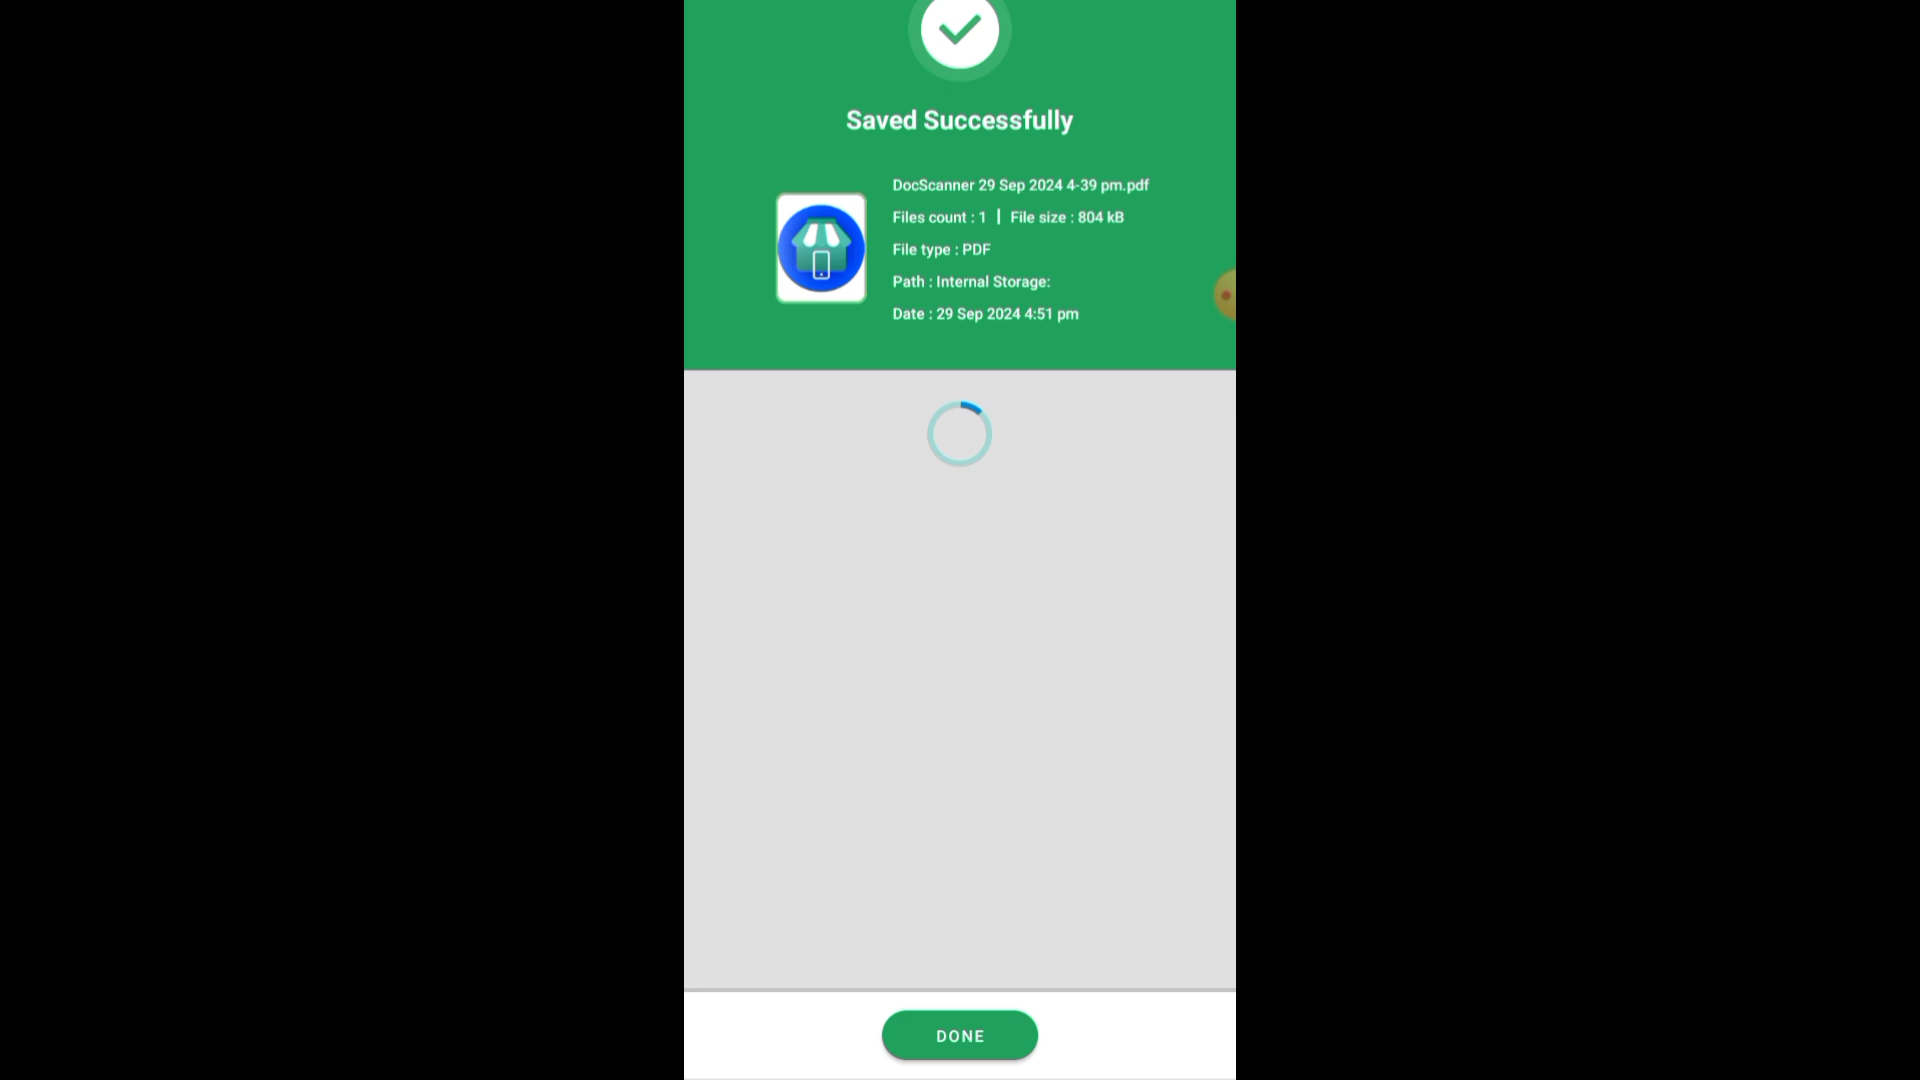 Saved Successfully
DocScanner 29 Sep 2024 4-39 pm.pdf
Files count : 1 | File size : 804 kB
File type : PDF
Path : Internal Storage:
Date : 29 Sep 2024 4:51 pm
DONE